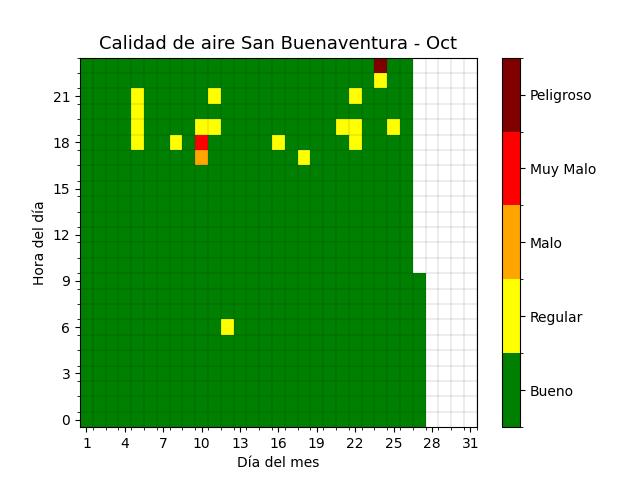 Calidad de aire San Buenaventura - Oct
Hora del día
21
18
15
12
9
6
3
0
1 4 7 10 13 16 19 22 25 28 31
Día del mes
Peligroso
Muy Malo
Malo
Regular
Bueno